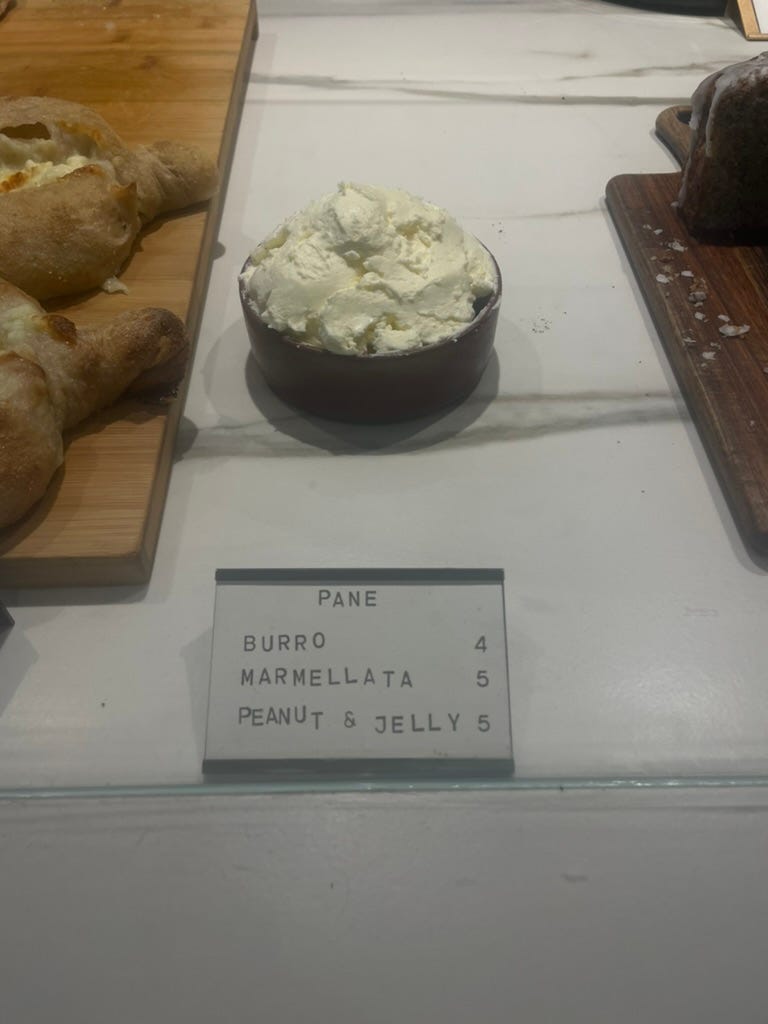 PANE
BURRO 4
MARMELLATA 5
PEANUT & JELLY 5